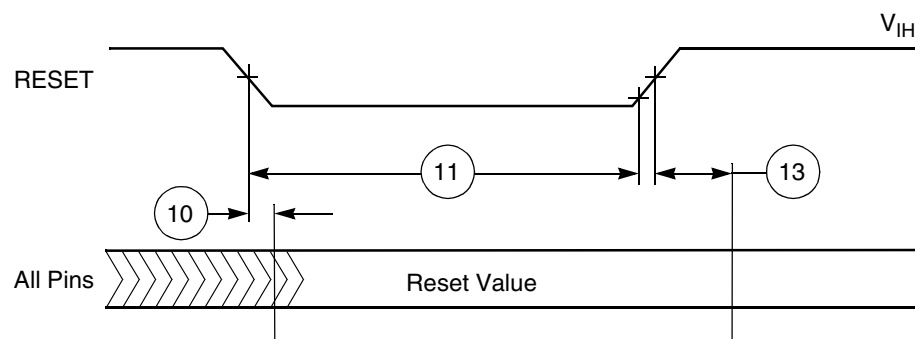 V_IH
RESET
11
13
10
All Pins
Reset Value